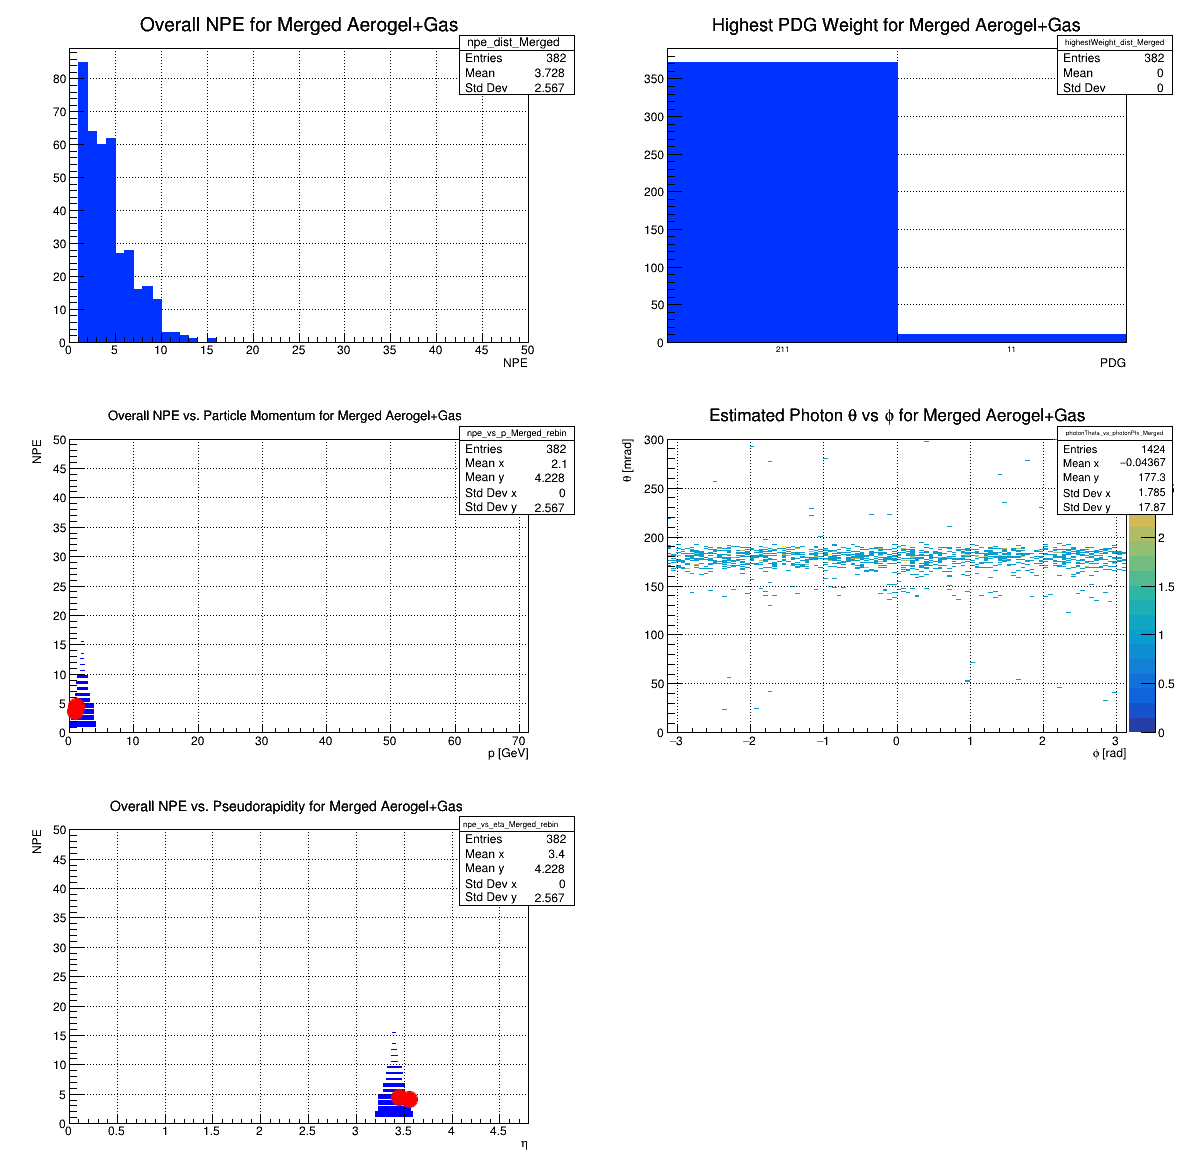 Overall NPE for Merged Aerogel+Gas
npe_dist_Merged
Entries 382
Mean 3.728
Std Dev 2.567
80
70
60
50
40
30
20
10
0
0 5 10 15 20 25 30 35 40 45 50
NPE
Highest PDG Weight for Merged Aerogel+Gas
highestWeight_dist_Merged
Entries 382
Mean 0
Std Dev 0
350
300
250
200
150
100
50
0
211 11
PDG
Overall NPE vs. Particle Momentum for Merged Aerogel+Gas
npe_vs_p_Merged_rebin
Entries 382
Mean x 2.1
Mean y 4.228
Std Dev x 0
Std Dev y 2.567
NPE
50
45
40
35
30
25
20
15
10
5
0
0 10 20 30 40 50 60 70
p [GeV]
Estimated Photon θ vs ϕ for Merged Aerogel+Gas
Entries 1424
Mean x −0.04367
Mean y 177.3
Std Dev x 1.785
Std Dev y 17.87
θ [mrad]
300
250
200
150
100
50
0
−3 −2 −1 0 1 2 3
ϕ [rad]
2
1.5
1
0.5
0
Overall NPE vs. Pseudorapidity for Merged Aerogel+Gas
npe_vs_eta_Merged_rebin
Entries 382
Mean x 3.4
Mean y 4.228
Std Dev x 0
Std Dev y 2.567
NPE
50
45
40
35
30
25
20
15
10
5
0
0 0.5 1 1.5 2 2.5 3 3.5 4 4.5
η